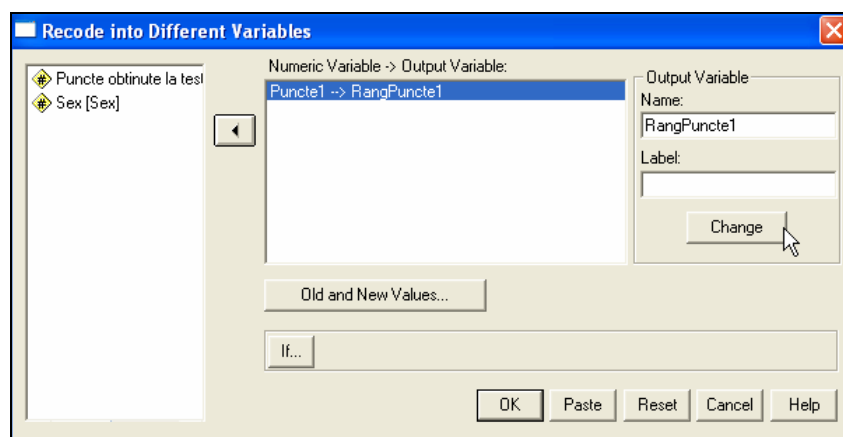 Recode into Different Variables
Puncte obtinute la test
Sex [Sex]
Numeric Variable -> Output Variable:
Puncte1 --> RangPuncte1
Output Variable
Name:
RangPuncte1
Label:
Change
Old and New Values...
If...
OK
Paste
Reset
Cancel
Help